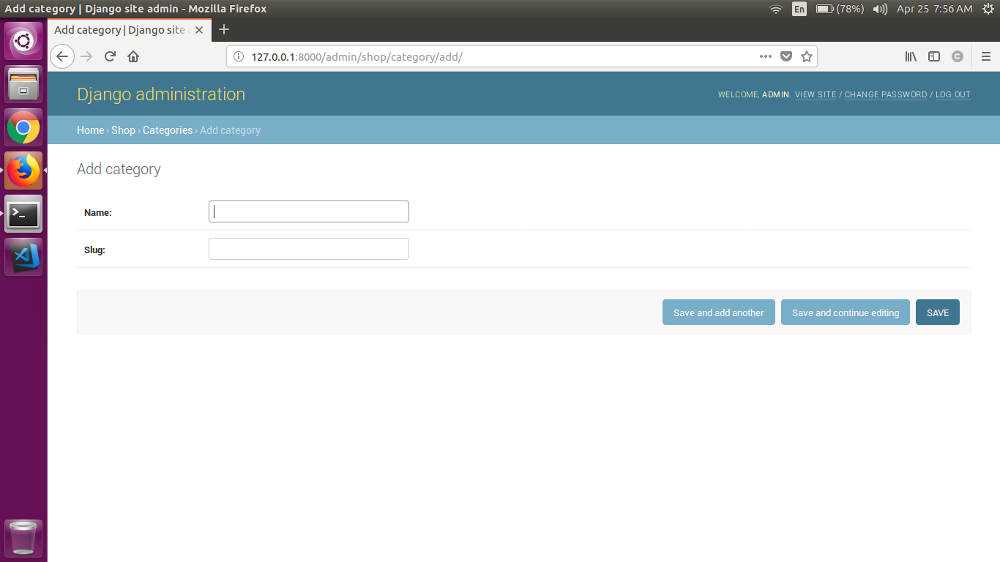 Add category | Django site admin - Mozilla Firefox
En (78%) Apr 25 7:56 AM
Add category | Django site a
127.0.0.1:8000/admin/shop/category/add/
C
Django administration
WELCOME, ADMIN. VIEW SITE / CHANGE PASSWORD / LOG OUT
Home › Shop › Categories › Add category
Add category
Name:
Slug:
Save and add another Save and continue editing SAVE